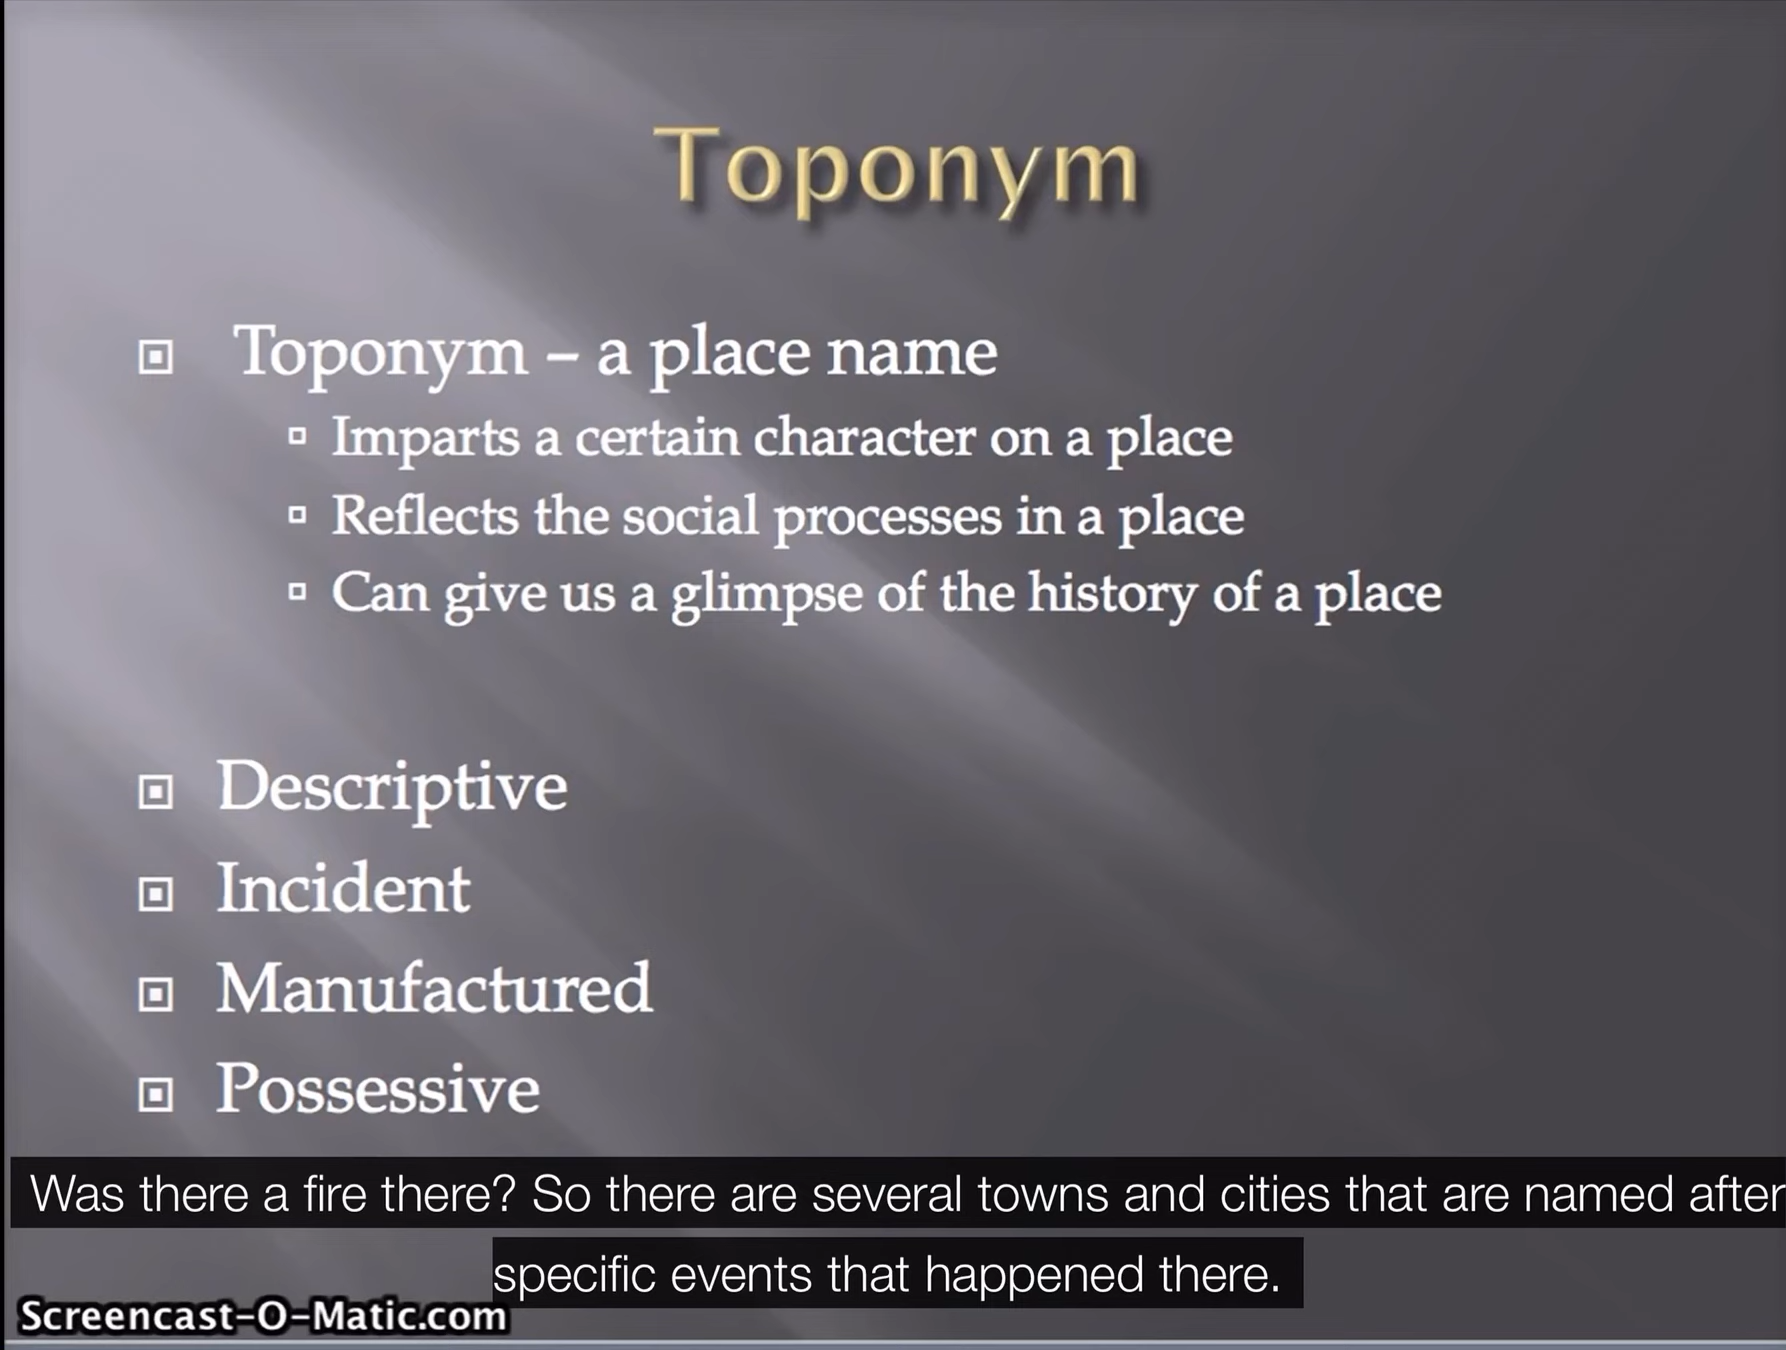 Toponym
Toponym – a place name
Imparts a certain character on a place
Reflects the social processes in a place
Can give us a glimpse of the history of a place
Descriptive
Incident
Manufactured
Possessive
Was there a fire there? So there are several towns and cities that are named after
specific events that happened there.
Screencast-O-Matic.com